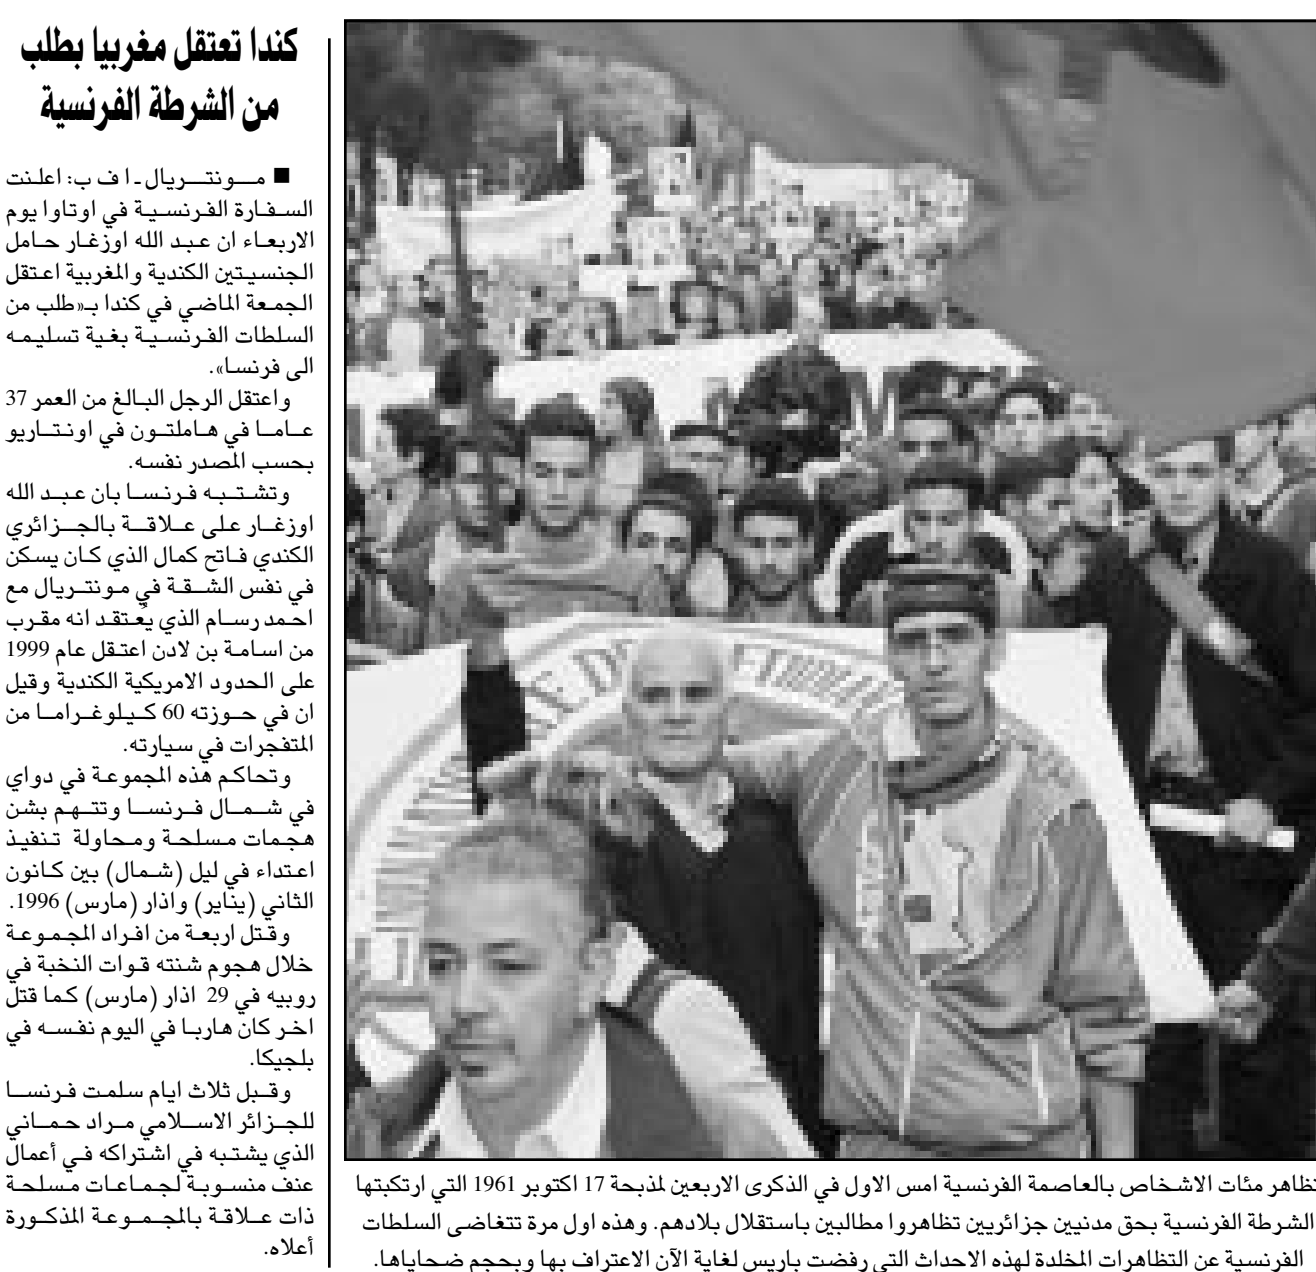 كندا تعتقل مغربيا بطلب
من الشرطة الفرنسية
■ مونتريال ـ ا ف ب: اعلنت
السفارة الفرنسية في اوتاوا يوم
الاربعاء ان عبد الله اوزغار حامل
الجنسيتين الكندية والمغربية اعتقل
الجمعة الماضي في كندا بـ«طلب من
السلطات الفرنسية بغية تسليمه
الى فرنسا».
واعتقل الرجل البالغ من العمر 37
عاما في هاملتون في اونتاريو
بحسب المصدر نفسه.
وتشتبه فرنسا بان عبد الله
اوزغار على علاقة بالجزائري
الكندي فاتح كمال الذي كان يسكن
في نفس الشقة في مونتريال مع
احمد رسام الذي يُعتقد انه مقرب
من اسامة بن لادن اعتقل عام 1999
على الحدود الامريكية الكندية وقيل
ان في حوزته 60 كيلوغراما من
المتفجرات في سيارته.
وتحاكم هذه المجموعة في دواي
في شمال فرنسا وتتهم بشن
هجمات مسلحة ومحاولة تنفيذ
اعتداء في ليل (شمال) بين كانون
الثاني (يناير) واذار (مارس) 1996.
وقتل اربعة من افراد المجموعة
خلال هجوم شنته قوات النخبة في
روبيه في 29 اذار (مارس) كما قتل
اخر كان هاربا في اليوم نفسه في
بلجيكا.
وقبل ثلاث ايام سلمت فرنسا
للجزائر الاسلامي مراد حماني
الذي يشتبه في اشتراكه في أعمال
عنف منسوبة لجماعات مسلحة
ذات علاقة بالمجموعة المذكورة
أعلاه.
تظاهر مئات الاشخاص بالعاصمة الفرنسية امس الاول في الذكرى الاربعين لمذبحة 17 اكتوبر 1961 التي ارتكبتها
الشرطة الفرنسية بحق مدنيين جزائريين تظاهروا مطالبين باستقلال بلادهم. وهذه اول مرة تتغاضى السلطات
الفرنسية عن التظاهرات المخلدة لهذه الاحداث التي رفضت باريس لغاية الآن الاعتراف بها وبحجم ضحاياها.